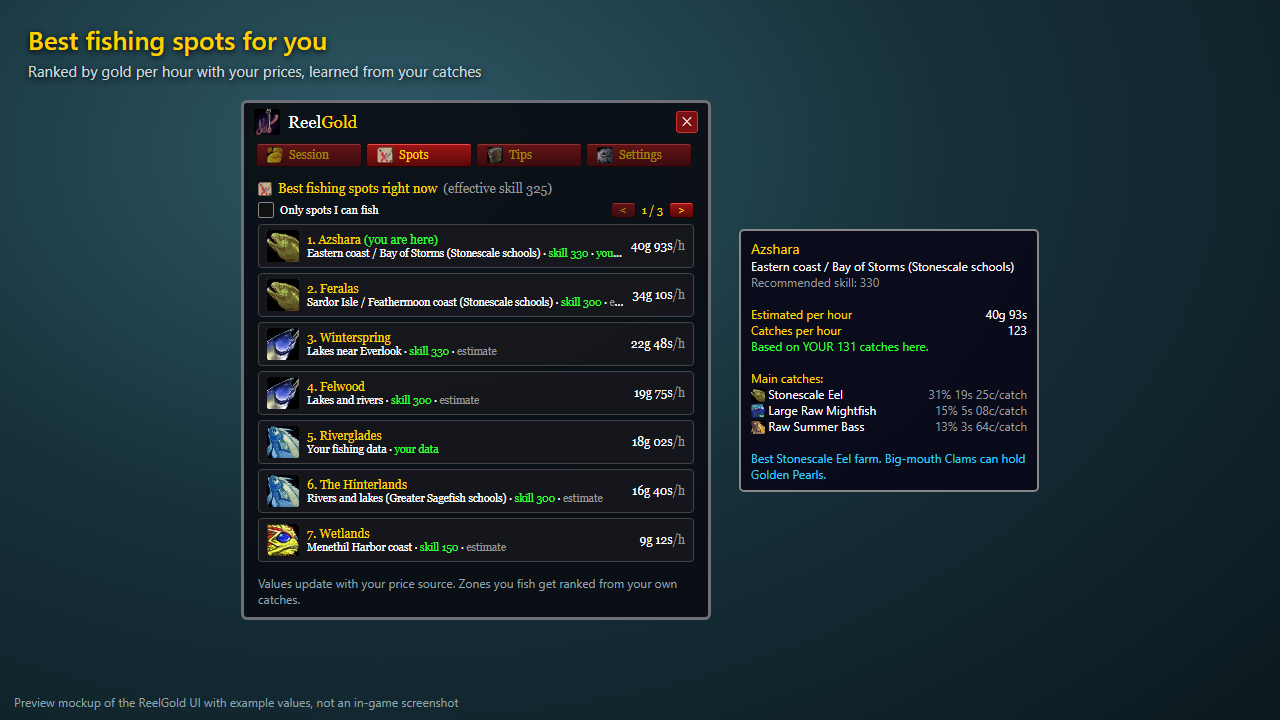 Best fishing spots for you
Ranked by gold per hour with your prices, learned from your catches
ReelGold
Session
Spots
Tips
Settings
Best fishing spots right now (effective skill 325)
Only spots I can fish
< 1 / 3 >
1. Azshara (you are here)
Eastern coast / Bay of Storms (Stonescale schools) · skill 330 · you...
40g 93s/h
2. Feralas
Sardor Isle / Feathermoon coast (Stonescale schools) · skill 300 · e...
34g 10s/h
3. Winterspring
Lakes near Everlook · skill 330 · estimate
22g 48s/h
4. Felwood
Lakes and rivers · skill 300 · estimate
19g 75s/h
5. Riverglades
Your fishing data · your data
18g 02s/h
6. The Hinterlands
Rivers and lakes (Greater Sagefish schools) · skill 300 · estimate
16g 40s/h
7. Wetlands
Menethil Harbor coast · skill 150 · estimate
9g 12s/h
Values update with your price source. Zones you fish get ranked from your own
catches.
Azshara
Eastern coast / Bay of Storms (Stonescale schools)
Recommended skill: 330
Estimated per hour 40g 93s
Catches per hour 123
Based on YOUR 131 catches here.
Main catches:
Stonescale Eel 31% 19s 25c/catch
Large Raw Mightfish 15% 5s 08c/catch
Raw Summer Bass 13% 3s 64c/catch
Best Stonescale Eel farm. Big-mouth Clams can hold
Golden Pearls.
Preview mockup of the ReelGold UI with example values, not an in-game screenshot